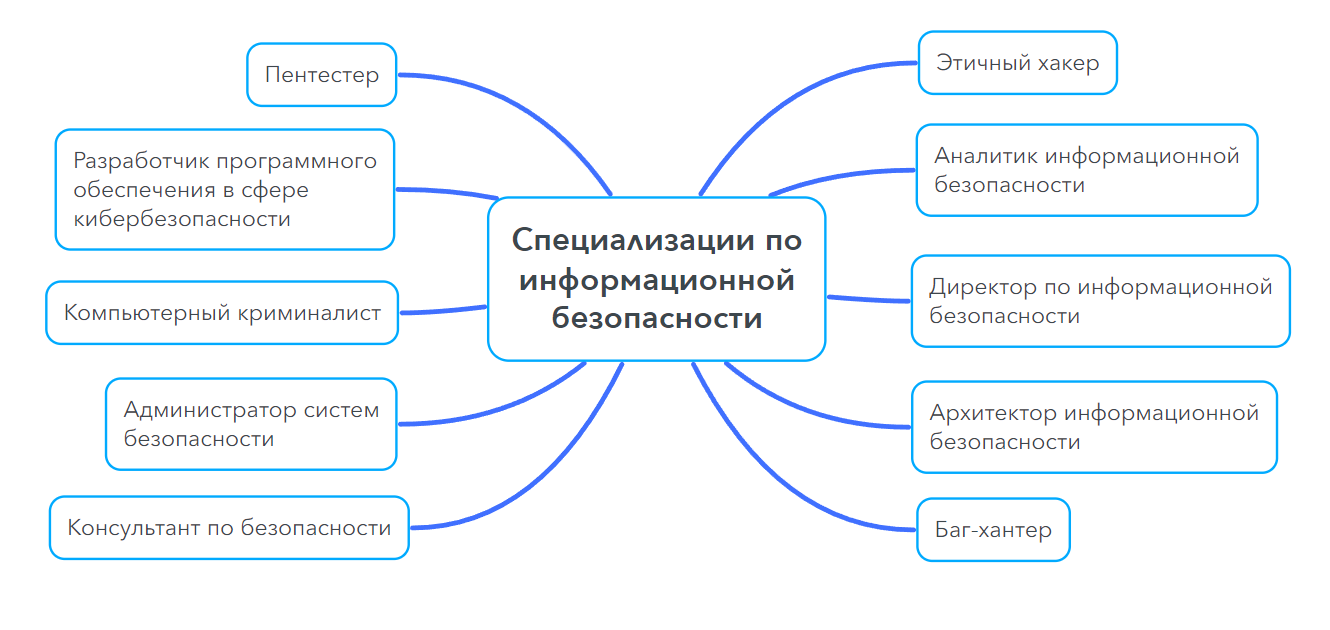 Пентестер
Разработчик программного
обеспечения в сфере
кибербезопасности
Компьютерный криминалист
Администратор систем
безопасности
Консультант по безопасности
Специализации по
информационной
безопасности
Этичный хакер
Аналитик информационной
безопасности
Директор по информационной
безопасности
Архитектор информационной
безопасности
Баг-хантер